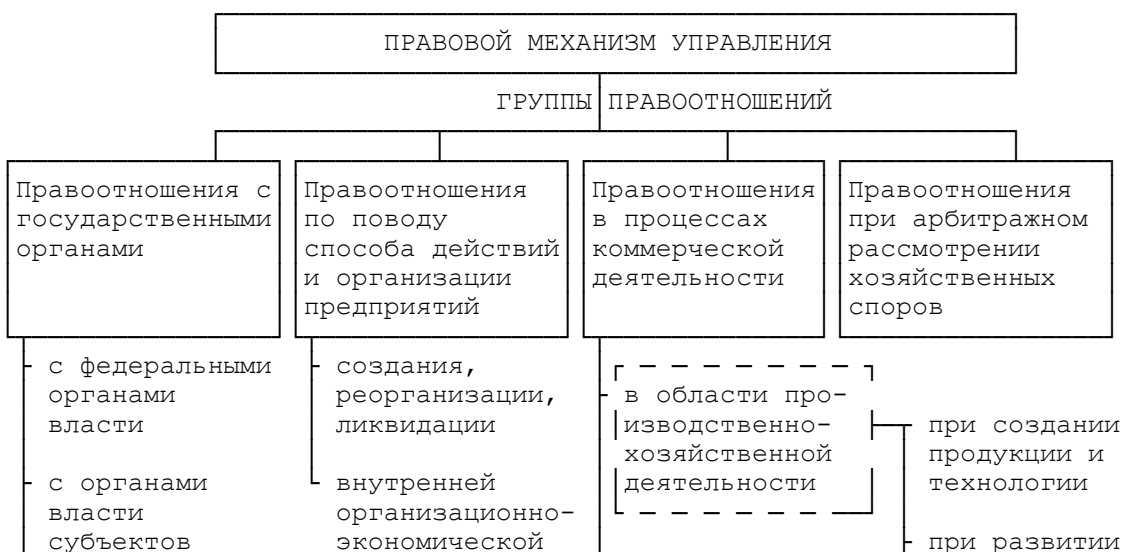 ПРАВОВОЙ МЕХАНИЗМ УПРАВЛЕНИЯ
ГРУППЫ ПРАВООТНОШЕНИЙ
Правоотношения с
государственными
органами
Правоотношения
по поводу
способа действий
и организации
предприятий
Правоотношения
в процессах
коммерческой
деятельности
Правоотношения
при арбитражном
рассмотрении
хозяйственных
споров
с федеральными
органами
власти
с органами
власти
субъектов
создания,
реорганизации,
ликвидации
внутренней
организационно-
экономической
в области про-
изводственно-
хозяйственной
деятельности
при создании
продукции и
технологии
при развитии